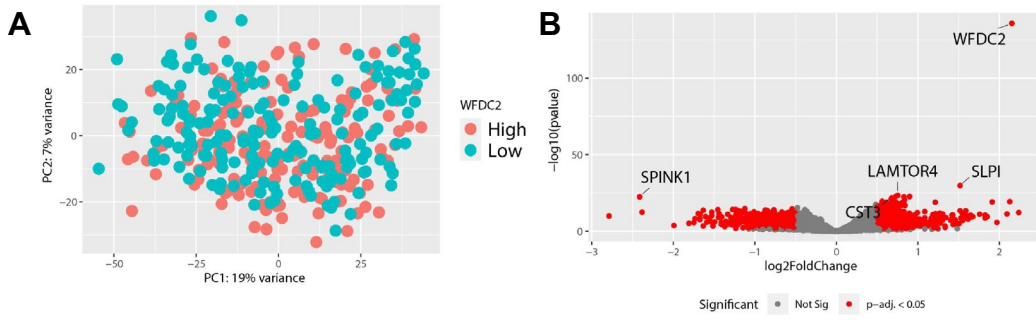 A
PC2: 7% variance
20
0
−20
−50
−25
0
25
PC1: 19% variance
WFDC2
High
Low
B
−log10(pvalue)
100
50
0
WFDC2
SPINK1
LAMTOR4
SLPI
CST3
−3
−2
−1
0
1
2
log2FoldChange
Significant
Not Sig
p−adj. < 0.05